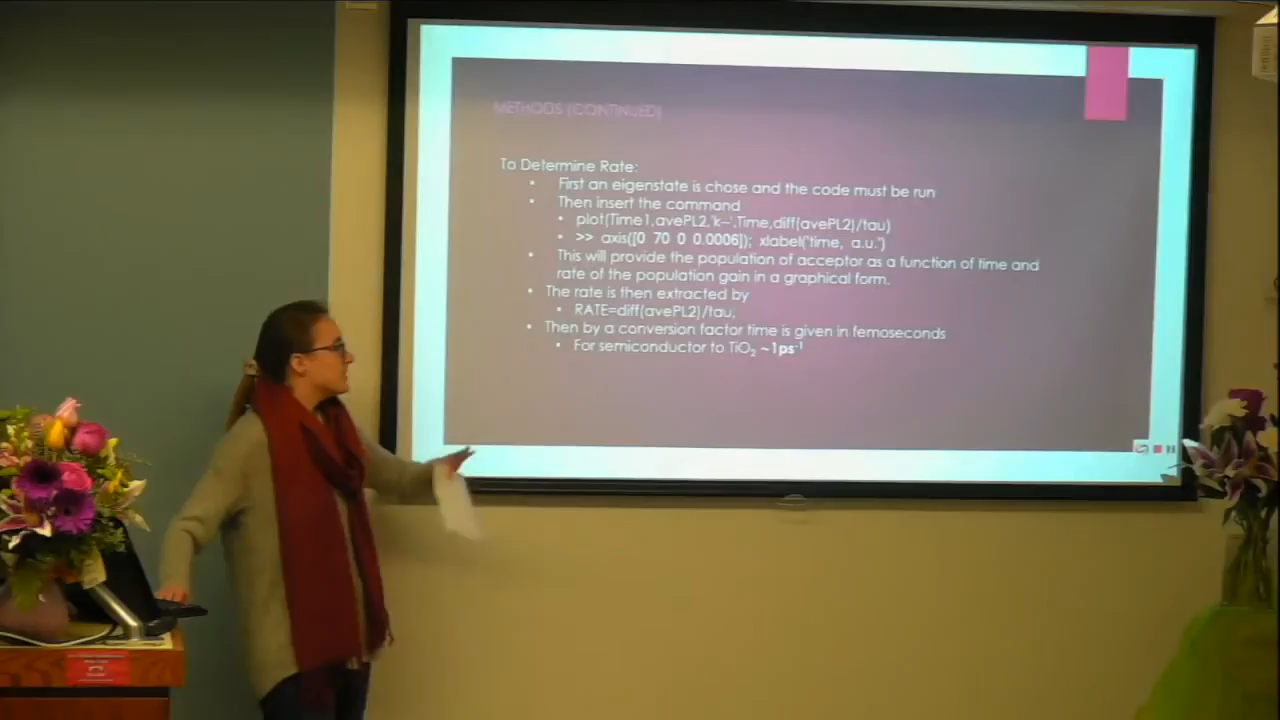 METHODS (CONTINUED)
To Determine Rate:
• First an eigenstate is chose and the code must be run
• Then insert the command
• plot(Time1,avePL2,'k--',Time,diff(avePL2)/tau)
• >> axis([0 70 0 0.0006]); xlabel('time, a.u.')
• This will provide the population of acceptor as a function of time and
rate of the population gain in a graphical form.
• The rate is then extracted by
• RATE=diff(avePL2)/tau;
• Then by a conversion factor time is given in femoseconds
• For semiconductor to TiO₂ ~1ps⁻¹